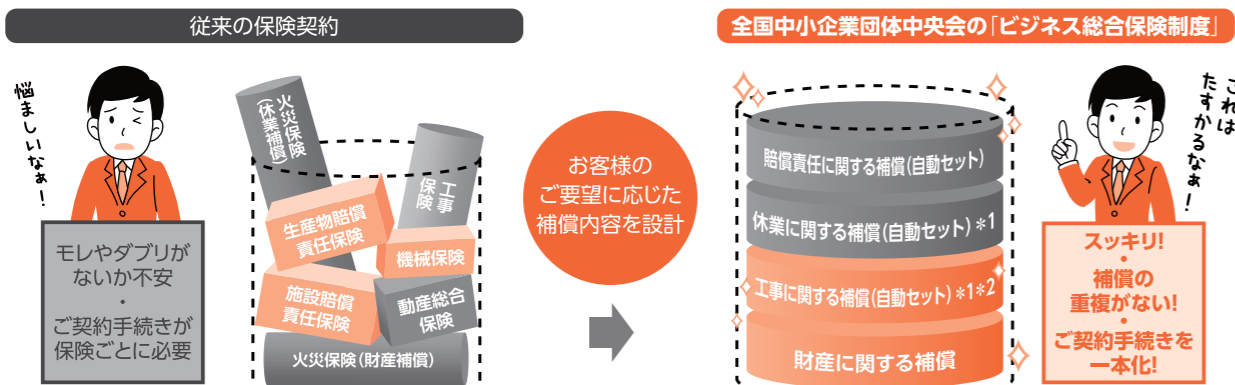 従来の保険契約
悩ましいなぁ!
モレやダブリが
ないか不安
・
ご契約手続きが
保険ごとに必要
火災保険
(休業補償)
工事
保険
生産物賠償
責任保険
機械保険
施設賠償
責任保険
動産総合
保険
火災保険(財産補償)
お客様の
ご要望に応じた
補償内容を設計
全国中小企業団体中央会の「ビジネス総合保険制度」
賠償責任に関する補償(自動セット)
休業に関する補償(自動セット)*1
工事に関する補償(自動セット)*1*2
財産に関する補償
これは
たすかるなぁ!
スッキリ!
・
補償の
重複がない!
・
ご契約手続きを
一本化!